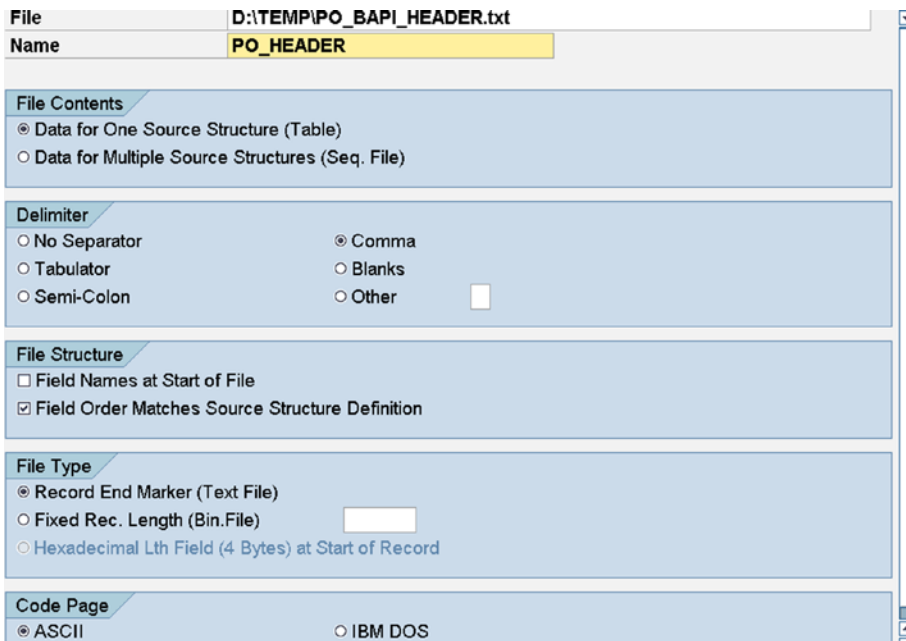 File D:\TEMP\PO_BAPI_HEADER.txt
Name PO_HEADER
File Contents
Data for One Source Structure (Table)
Data for Multiple Source Structures (Seq. File)
Delimiter
No Separator Comma
Tabulator Blanks
Semi-Colon Other
File Structure
Field Names at Start of File
Field Order Matches Source Structure Definition
File Type
Record End Marker (Text File)
Fixed Rec. Length (Bin.File)
Hexadecimal Lth Field (4 Bytes) at Start of Record
Code Page
ASCII IBM DOS